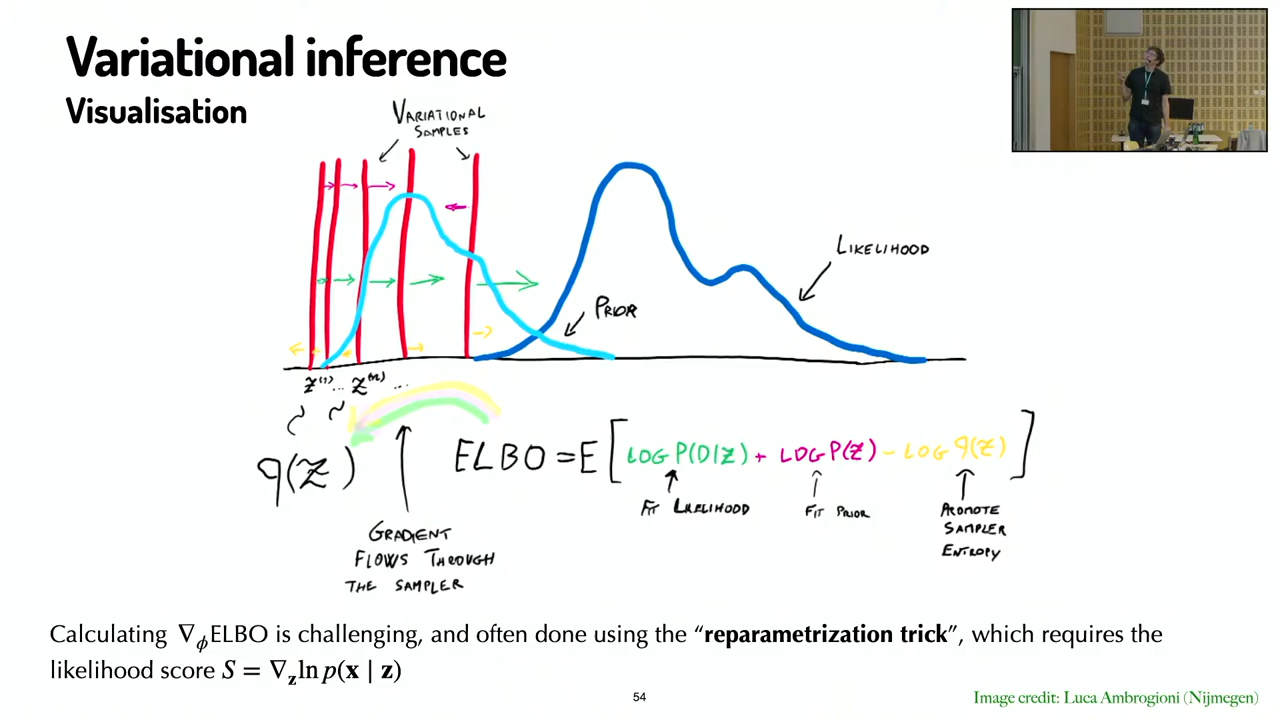 Variational inference
Visualisation
VARIATIONAL
SAMPLES
LIKELIHOOD
PRIOR
z⁽¹⁾... z⁽ⁿ⁾ ...
~ ~
q(z)
ELBO = E [ LOG P(D|z) + LOG P(z) - LOG q(z) ]
FIT LIKELIHOOD
FIT PRIOR
PROMOTE
SAMPLER
ENTROPY
GRADIENT
FLOWS THROUGH
THE SAMPLER
Calculating ∇ϕELBO is challenging, and often done using the “reparametrization trick”, which requires the
likelihood score S = ∇z ln p(x | z)
54
Image credit: Luca Ambrogioni (Nijmegen)